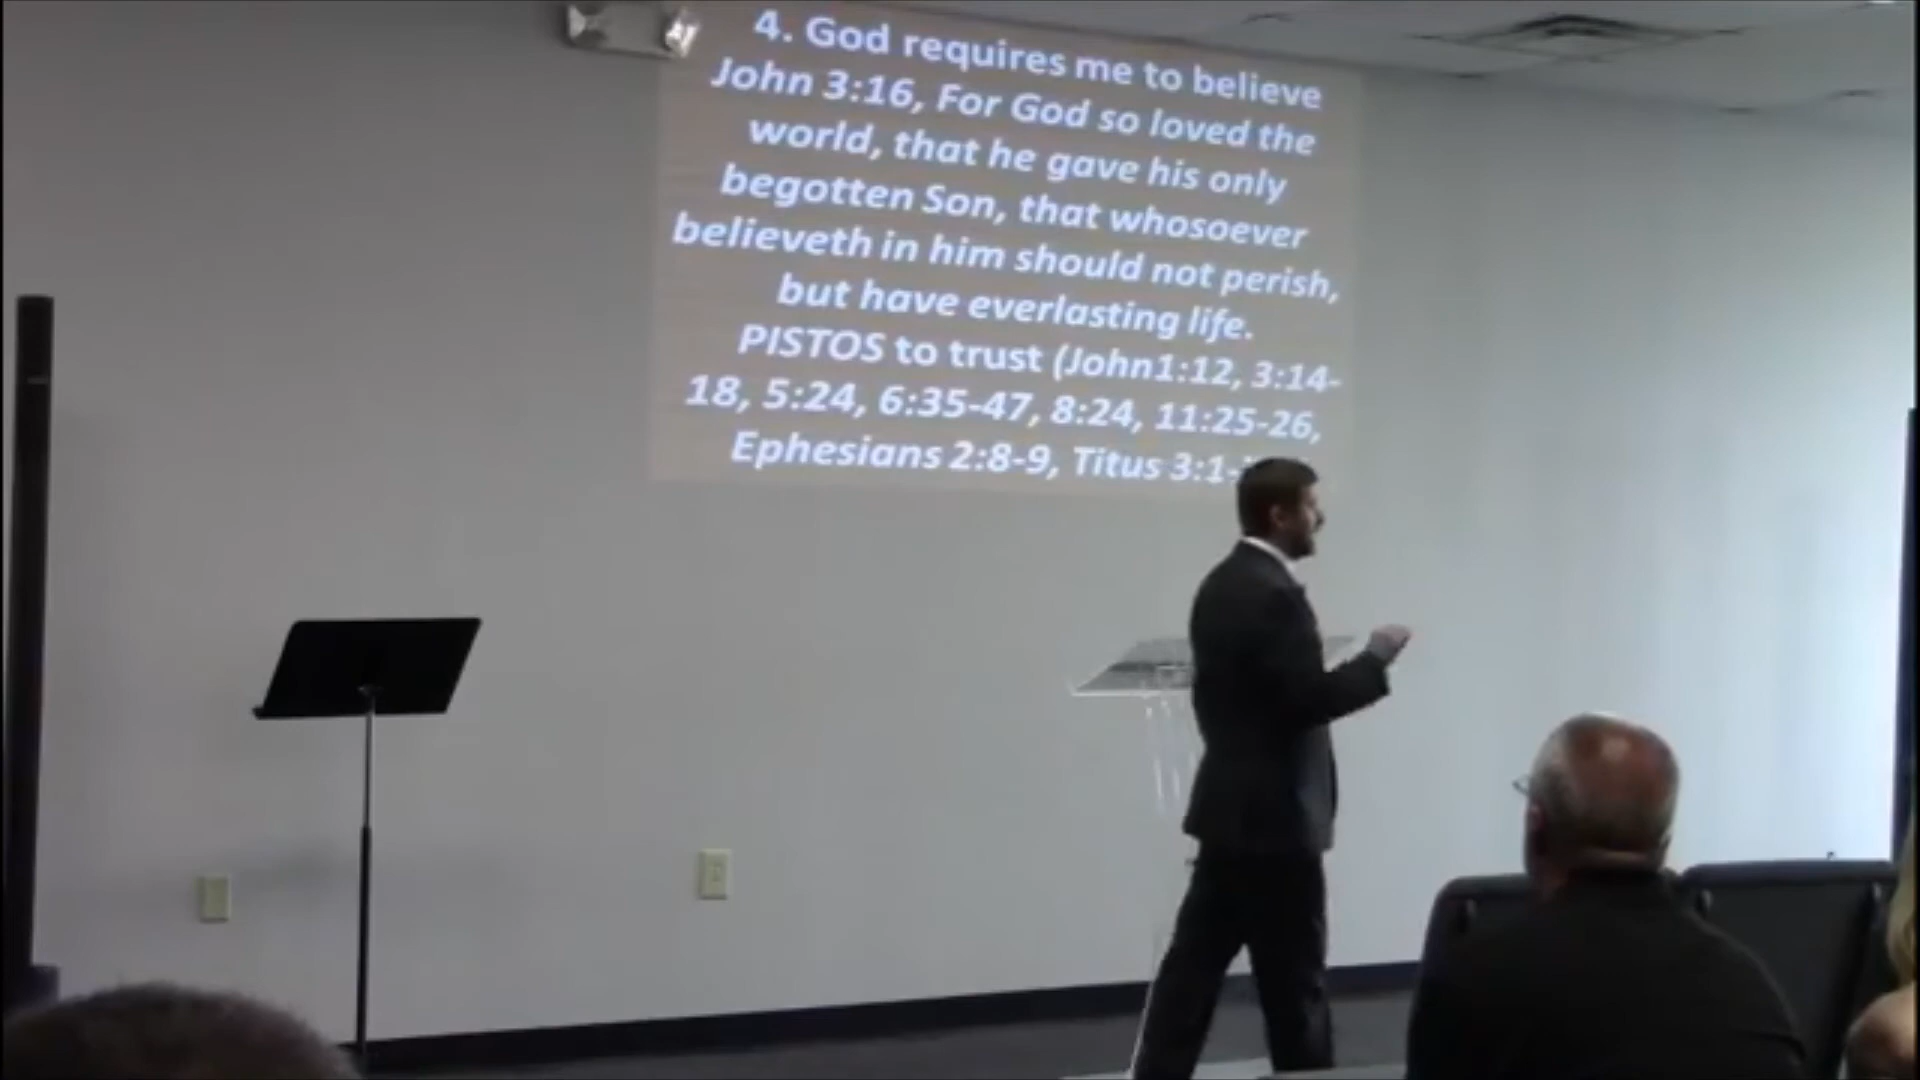 4. God requires me to believe
John 3:16, For God so loved the
world, that he gave his only
begotten Son, that whosoever
believeth in him should not perish,
but have everlasting life.
PISTOS to trust (John1:12, 3:14-
18, 5:24, 6:35-47, 8:24, 11:25-26,
Ephesians 2:8-9, Titus 3:1-